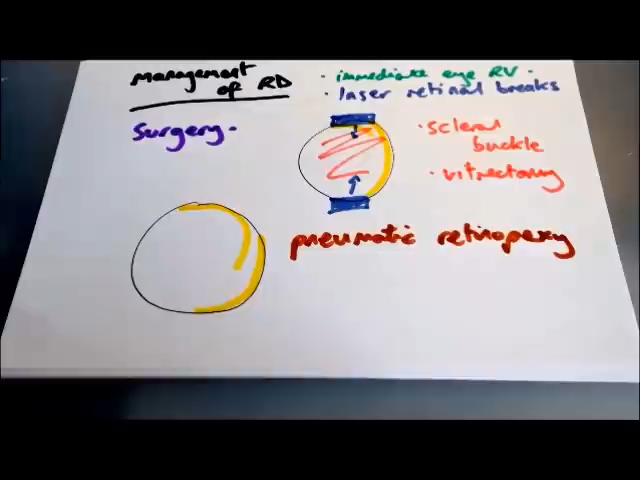 management
of RD
• immediate eye RV -
• laser retinal breaks
Surgery-
• scleral
buckle
• vitrectomy
pneumatic retinopexy